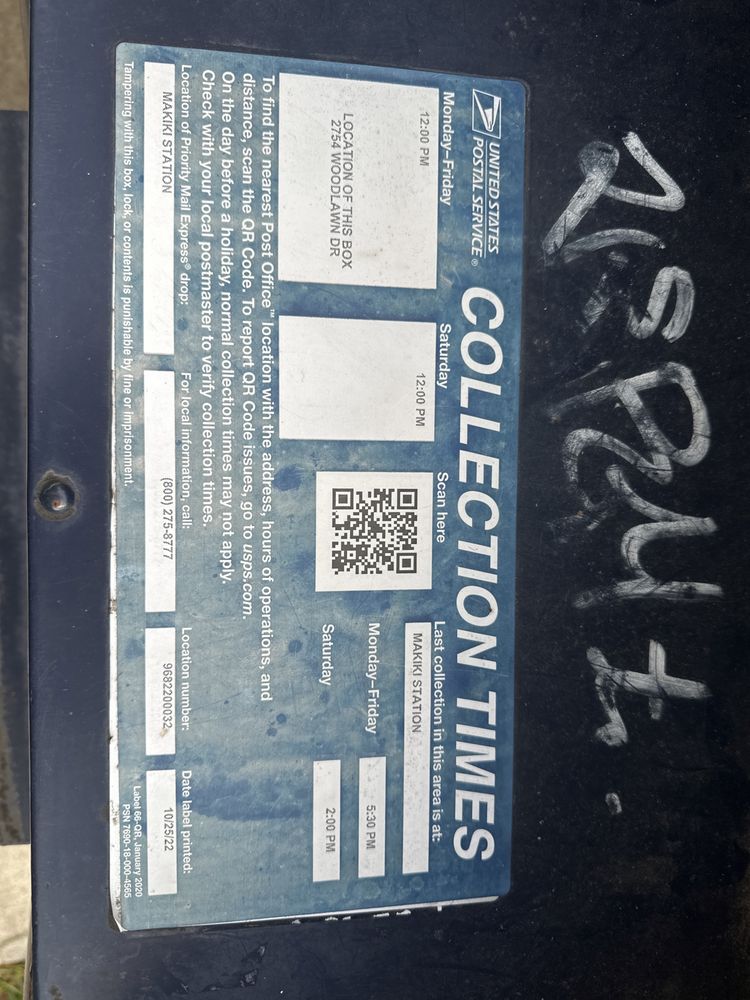 UNITED STATES
POSTAL SERVICE®
COLLECTION TIMES
Monday–Friday
12:00 PM
LOCATION OF THIS BOX
2754 WOODLAWN DR
Saturday
12:00 PM
Scan here
Last collection in this area is at:
MAKIKI STATION
Monday–Friday
5:30 PM
Saturday
2:00 PM
To find the nearest Post Office™ location with the address, hours of operations, and
distance, scan the QR Code. To report QR Code issues, go to usps.com.
On the day before a holiday, normal collection times may not apply.
Check with your local postmaster to verify collection times.
Location of Priority Mail Express® drop:
MAKIKI STATION
For local information, call:
(800) 275-8777
Location number:
9682200032
Date label printed:
10/25/22
Tampering with this box, lock, or contents is punishable by fine or imprisonment.
Label 66-QR, January 2020
PSN 7690-18-000-4565